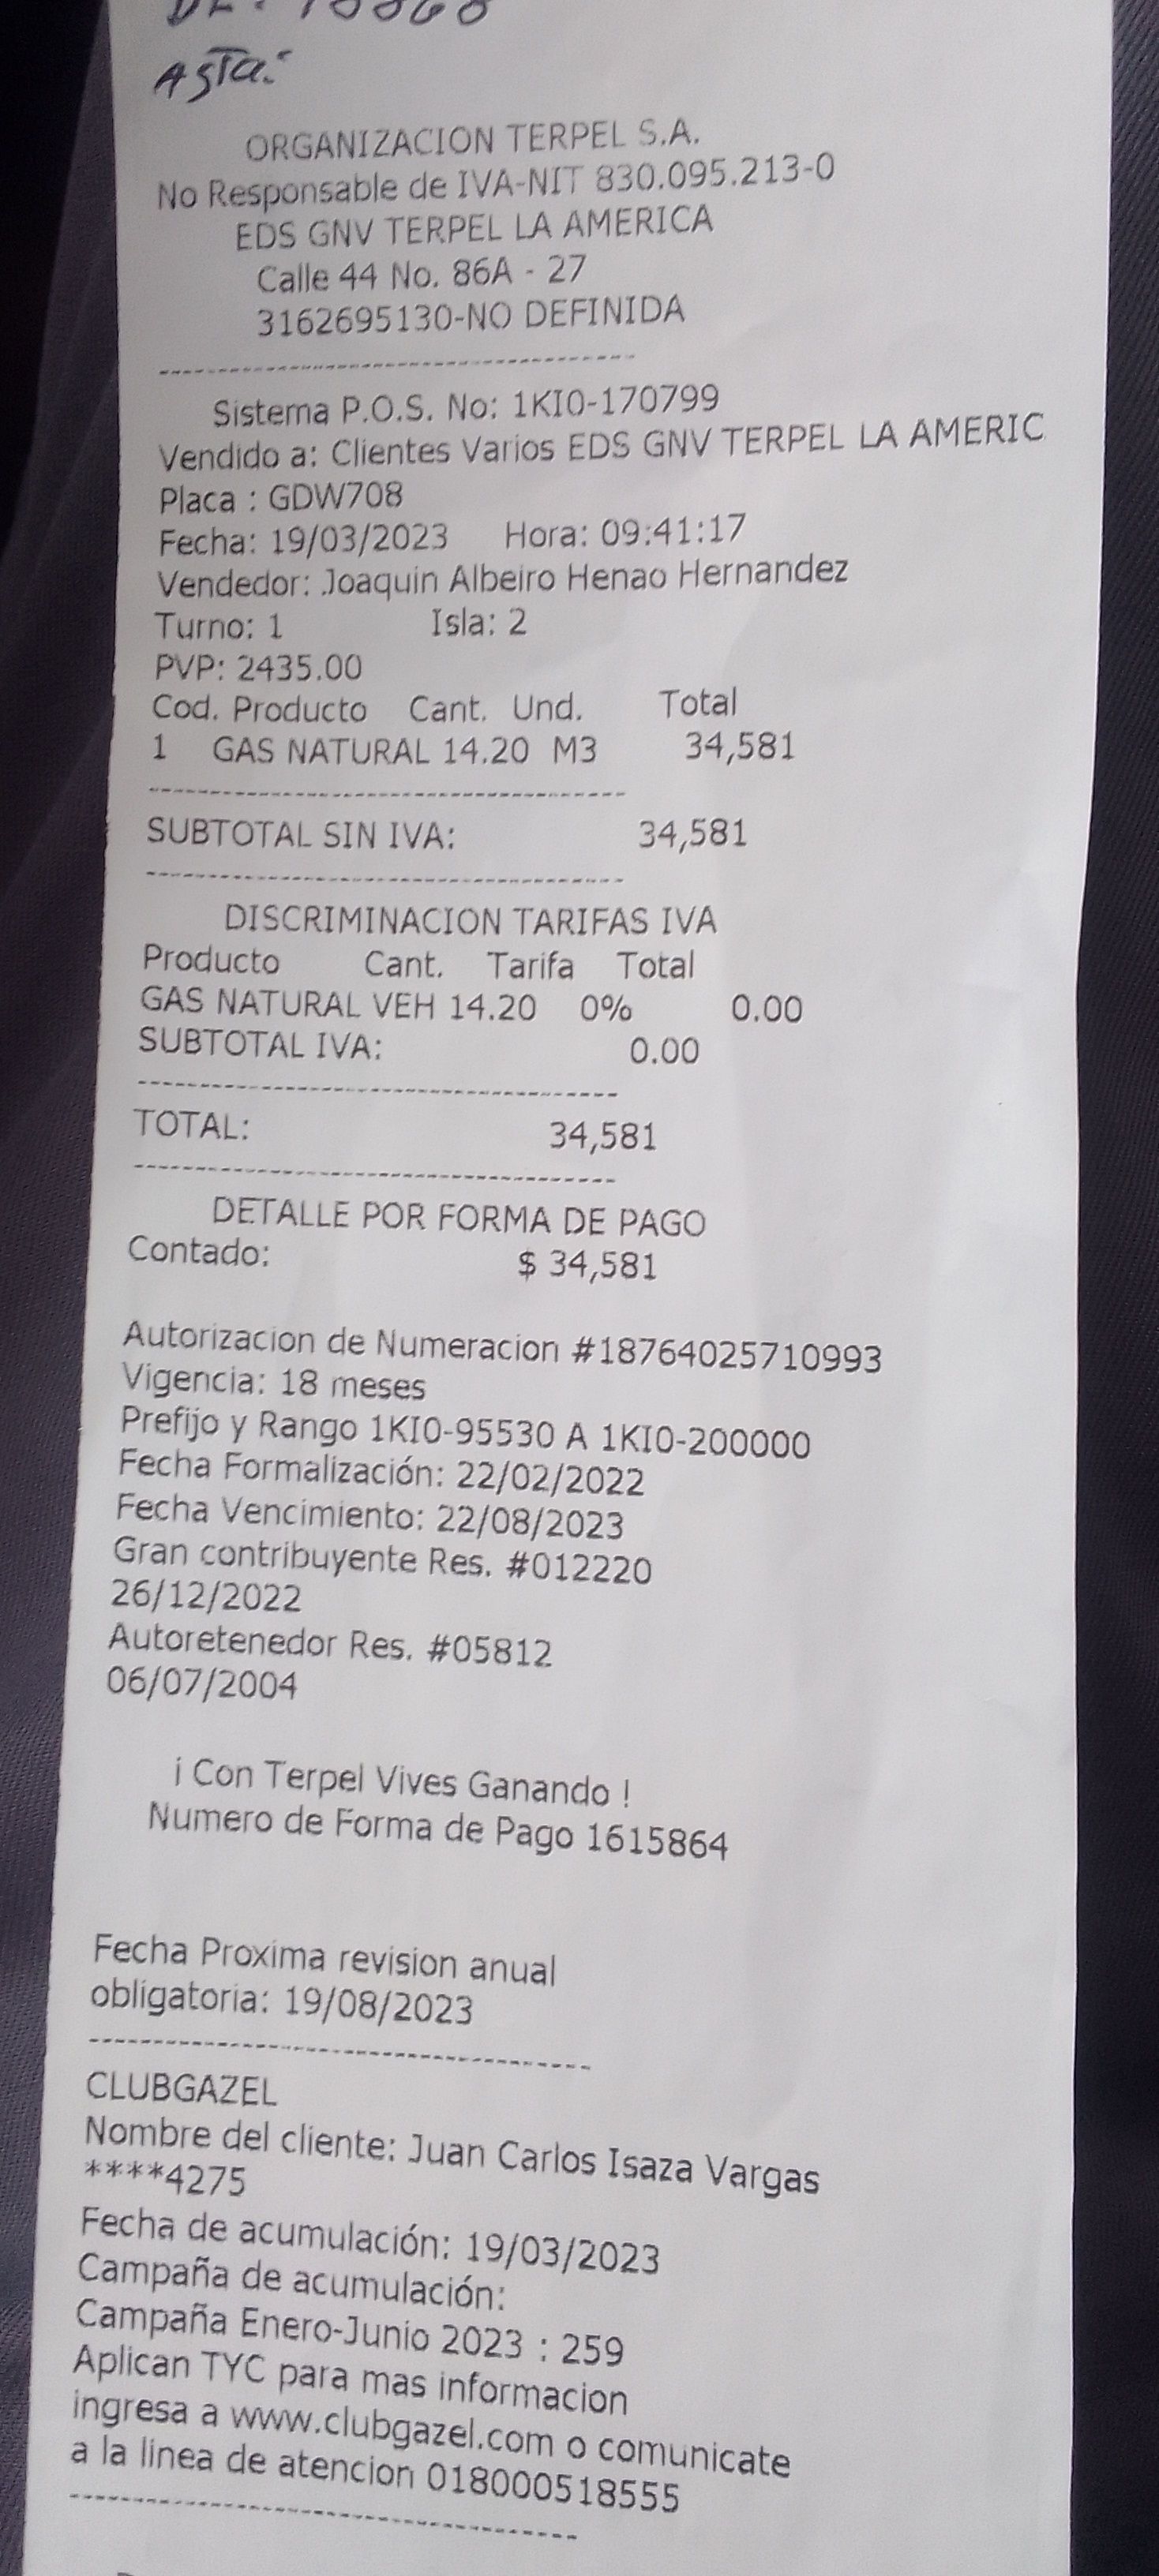 ASTa:
ORGANIZACION TERPEL S.A.
No Responsable de IVA-NIT 830.095.213-0
EDS GNV TERPEL LA AMERICA
Calle 44 No. 86A - 27
3162695130-NO DEFINIDA
Sistema P.O.S. No: 1KI0-170799
Vendido a: Clientes Varios EDS GNV TERPEL LA AMERIC
Placa : GDW708
Fecha: 19/03/2023 Hora: 09:41:17
Vendedor: Joaquin Albeiro Henao Hernandez
Turno: 1 Isla: 2
PVP: 2435.00
Cod. Producto Cant. Und. Total
1 GAS NATURAL 14.20 M3 34,581
SUBTOTAL SIN IVA: 34,581
DISCRIMINACION TARIFAS IVA
Producto Cant. Tarifa Total
GAS NATURAL VEH 14.20 0% 0.00
SUBTOTAL IVA: 0.00
TOTAL: 34,581
DETALLE POR FORMA DE PAGO
Contado: $ 34,581
Autorizacion de Numeracion #18764025710993
Vigencia: 18 meses
Prefijo y Rango 1KI0-95530 A 1KI0-200000
Fecha Formalización: 22/02/2022
Fecha Vencimiento: 22/08/2023
Gran contribuyente Res. #012220
26/12/2022
Autoretenedor Res. #05812
06/07/2004
¡ Con Terpel Vives Ganando !
Numero de Forma de Pago 1615864
Fecha Proxima revision anual
obligatoria: 19/08/2023
CLUBGAZEL
Nombre del cliente: Juan Carlos Isaza Vargas
****4275
Fecha de acumulación: 19/03/2023
Campaña de acumulación:
Campaña Enero-Junio 2023 : 259
Aplican TYC para mas informacion
ingresa a www.clubgazel.com o comunicate
a la linea de atencion 018000518555